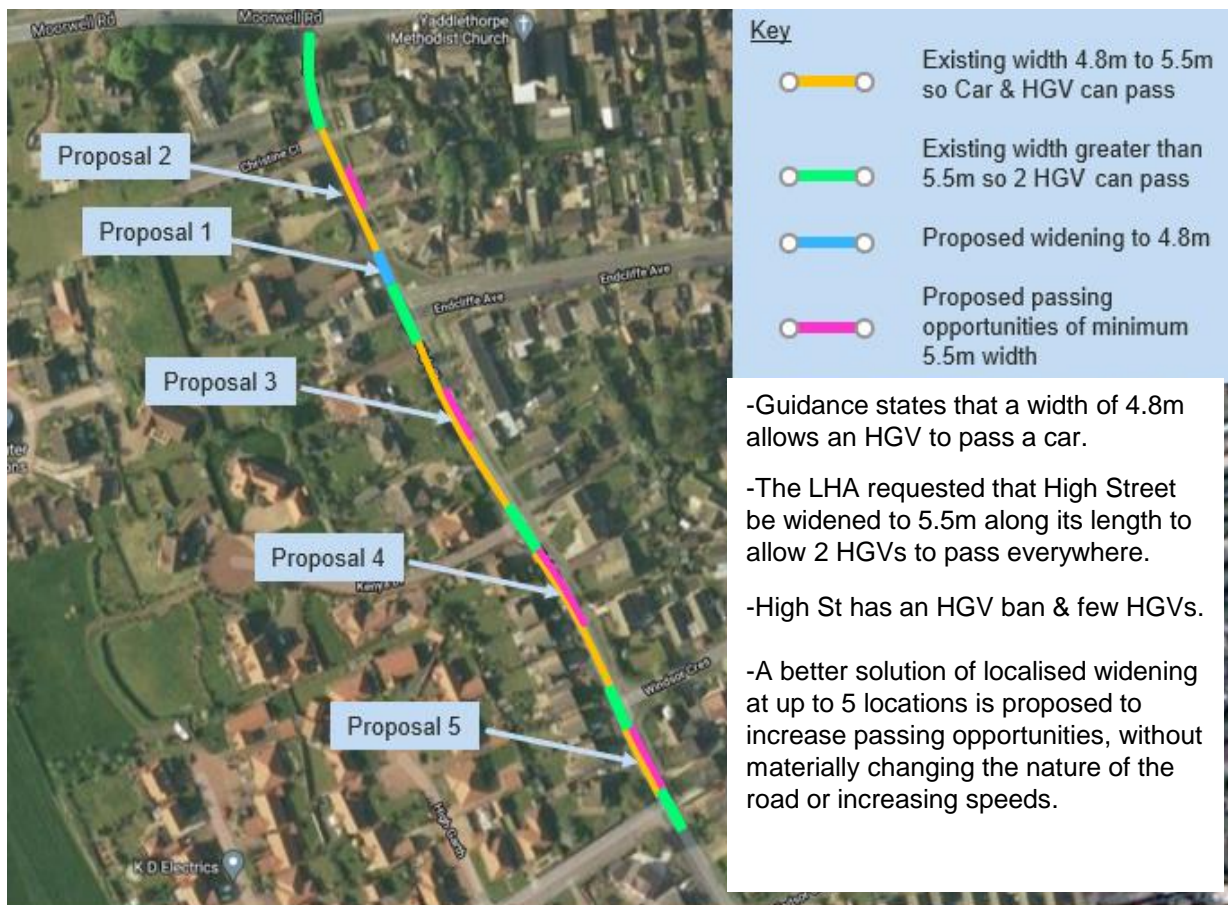 Moorwell Rd
Moorwell Rd
Yaddlethorpe
Methodist Church
Proposal 2
Christine Cl
Proposal 1
Endcliffe Ave
Endcliffe Ave
Proposal 3
Proposal 4
Proposal 5
High Garth
K D Electrics
Key
Existing width 4.8m to 5.5m
so Car & HGV can pass
Existing width greater than
5.5m so 2 HGV can pass
Proposed widening to 4.8m
Proposed passing
opportunities of minimum
5.5m width
-Guidance states that a width of 4.8m
allows an HGV to pass a car.
-The LHA requested that High Street
be widened to 5.5m along its length to
allow 2 HGVs to pass everywhere.
-High St has an HGV ban & few HGVs.
-A better solution of localised widening
at up to 5 locations is proposed to
increase passing opportunities, without
materially changing the nature of the
road or increasing speeds.